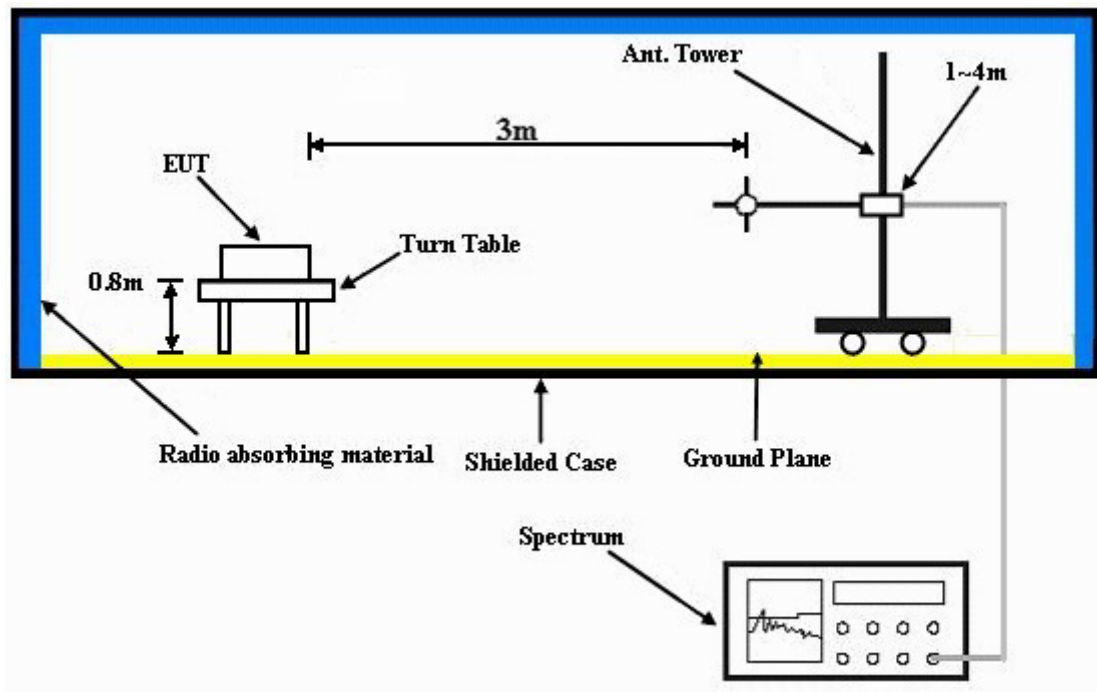 Ant. Tower
1~4m
3m
EUT
Turn Table
0.8m
Radio absorbing material
Shielded Case
Ground Plane
Spectrum